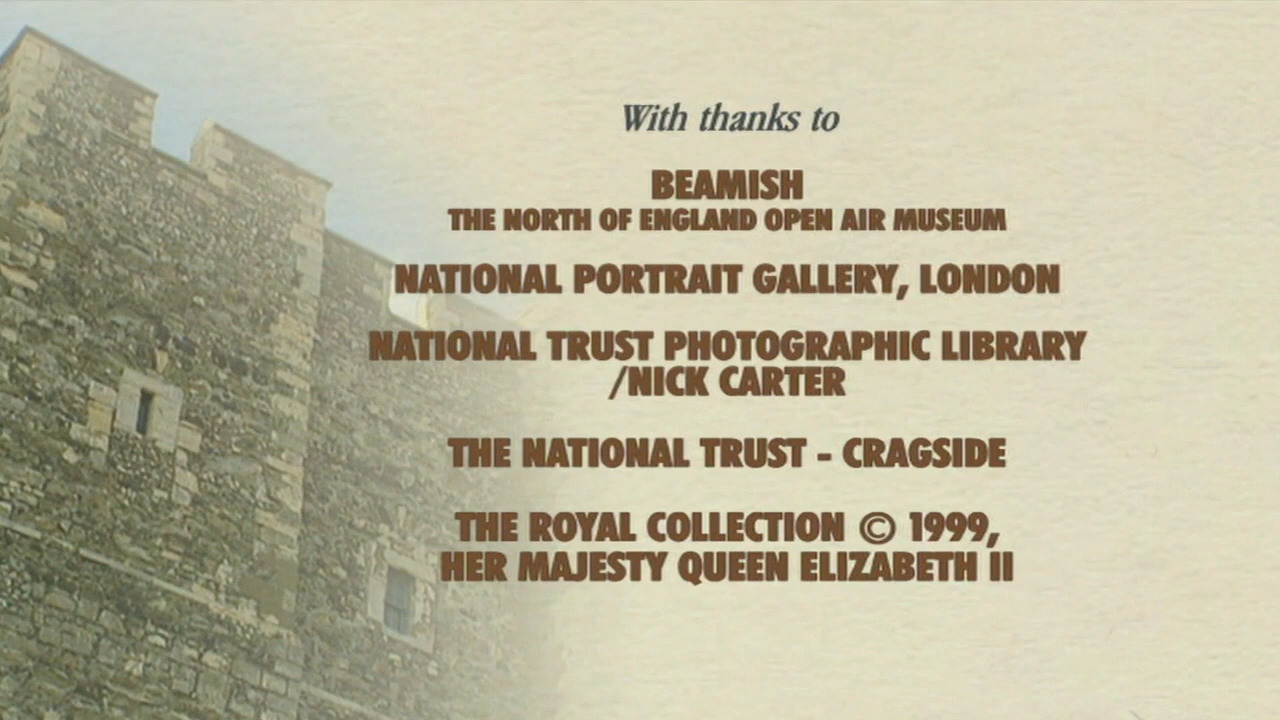 With thanks to
BEAMISH
THE NORTH OF ENGLAND OPEN AIR MUSEUM
NATIONAL PORTRAIT GALLERY, LONDON
NATIONAL TRUST PHOTOGRAPHIC LIBRARY
/NICK CARTER
THE NATIONAL TRUST - CRAGSIDE
THE ROYAL COLLECTION © 1999,
HER MAJESTY QUEEN ELIZABETH II